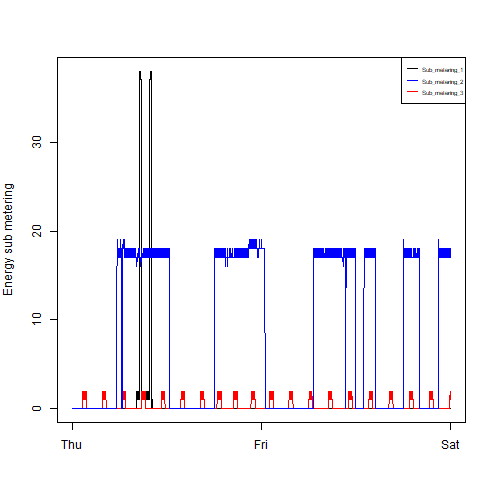 Sub_metering_1
Sub_metering_2
Sub_metering_3
Energy sub metering
30
20
10
0
Thu
Fri
Sat